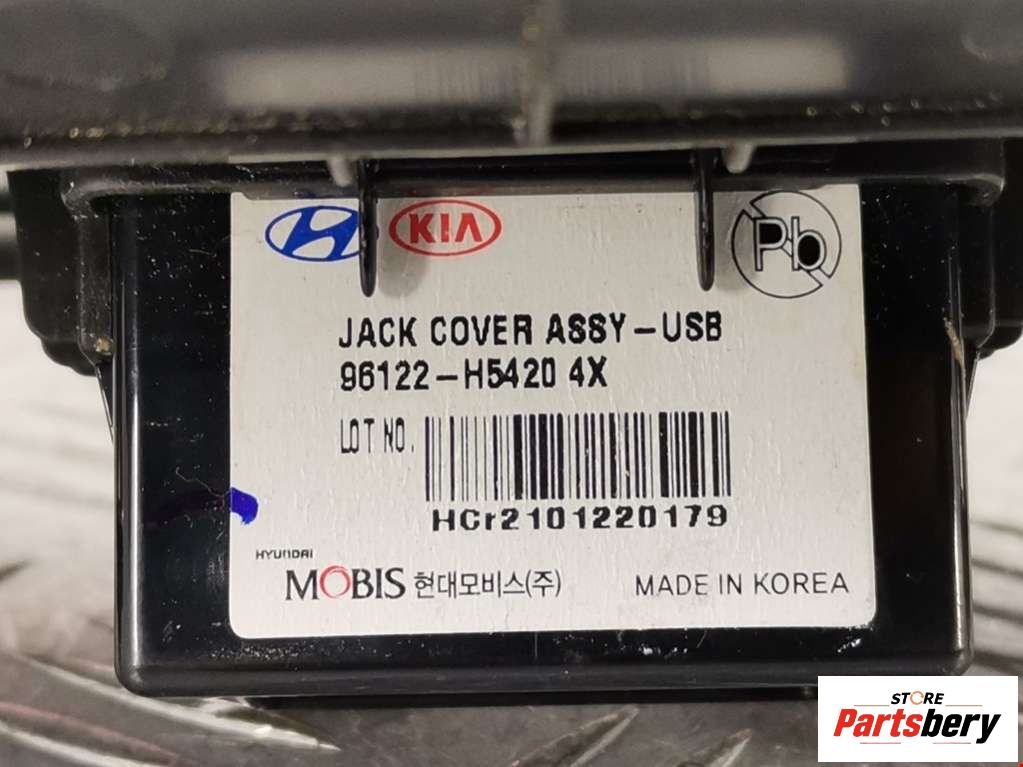 KIA
Pb
JACK COVER ASSY-USB
96122-H5420 4X
LOT NO.
HCr2101220179
HYUNDAI
MOBIS 현대모비스(주)
MADE IN KOREA
STORE
Partsbery